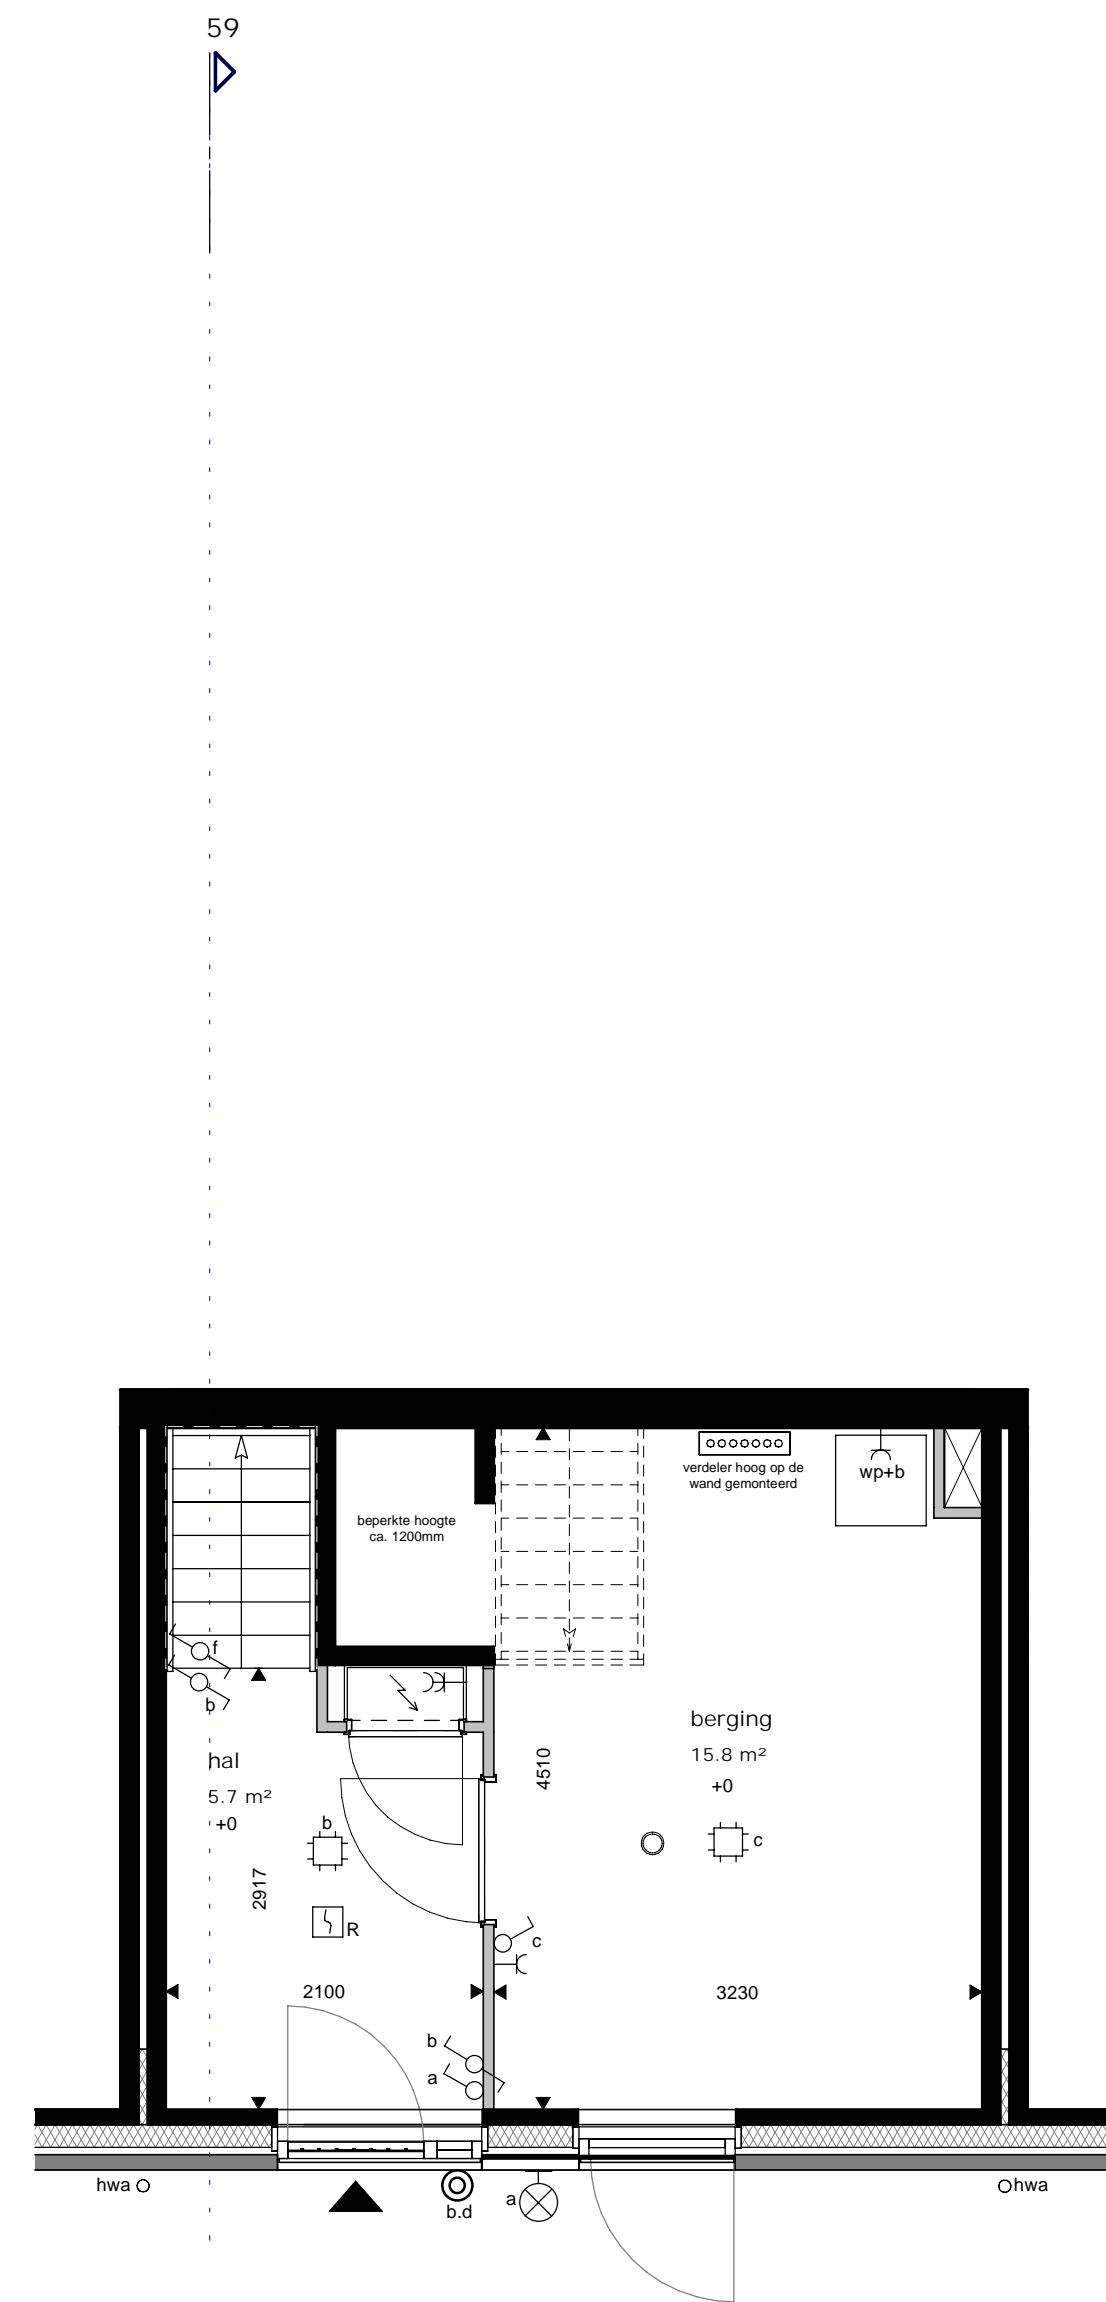 59
verdeler hoog op de
wand gemonteerd
wp+b
beperkte hoogte
ca. 1200mm
f
b
berging
15.8 m²
+0
hal
5.7 m²
+0
4510
b
c
2917
R
c
2100
3230
b
a
hwa
hwa
b.d
a